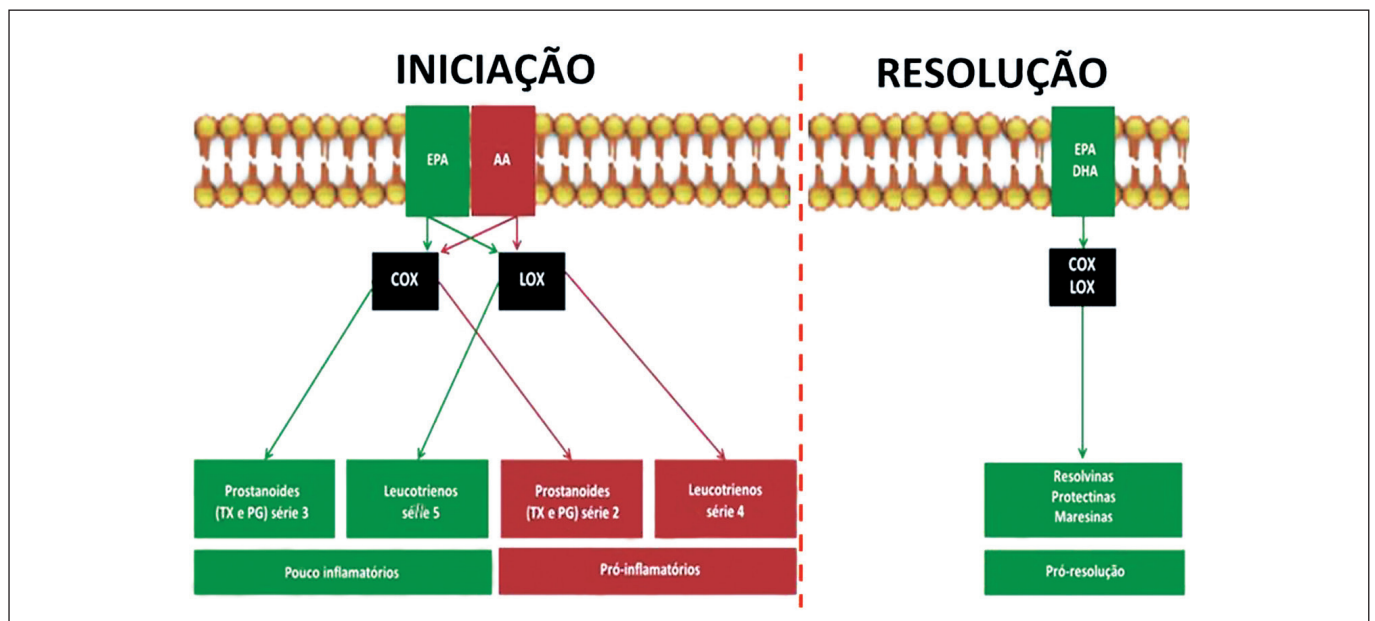 INICIAÇÃO
RESOLUÇÃO
EPA
AA
EPA
DHA
COX
LOX
COX
LOX
Prostanoides
(TX e PG) série 3
Leucotrienos
série 5
Prostanoides
(TX e PG) série 2
Leucotrienos
série 4
Resolvinas
Protectinas
Maresinas
Pouco inflamatórios
Pró-inflamatórios
Pró-resolução